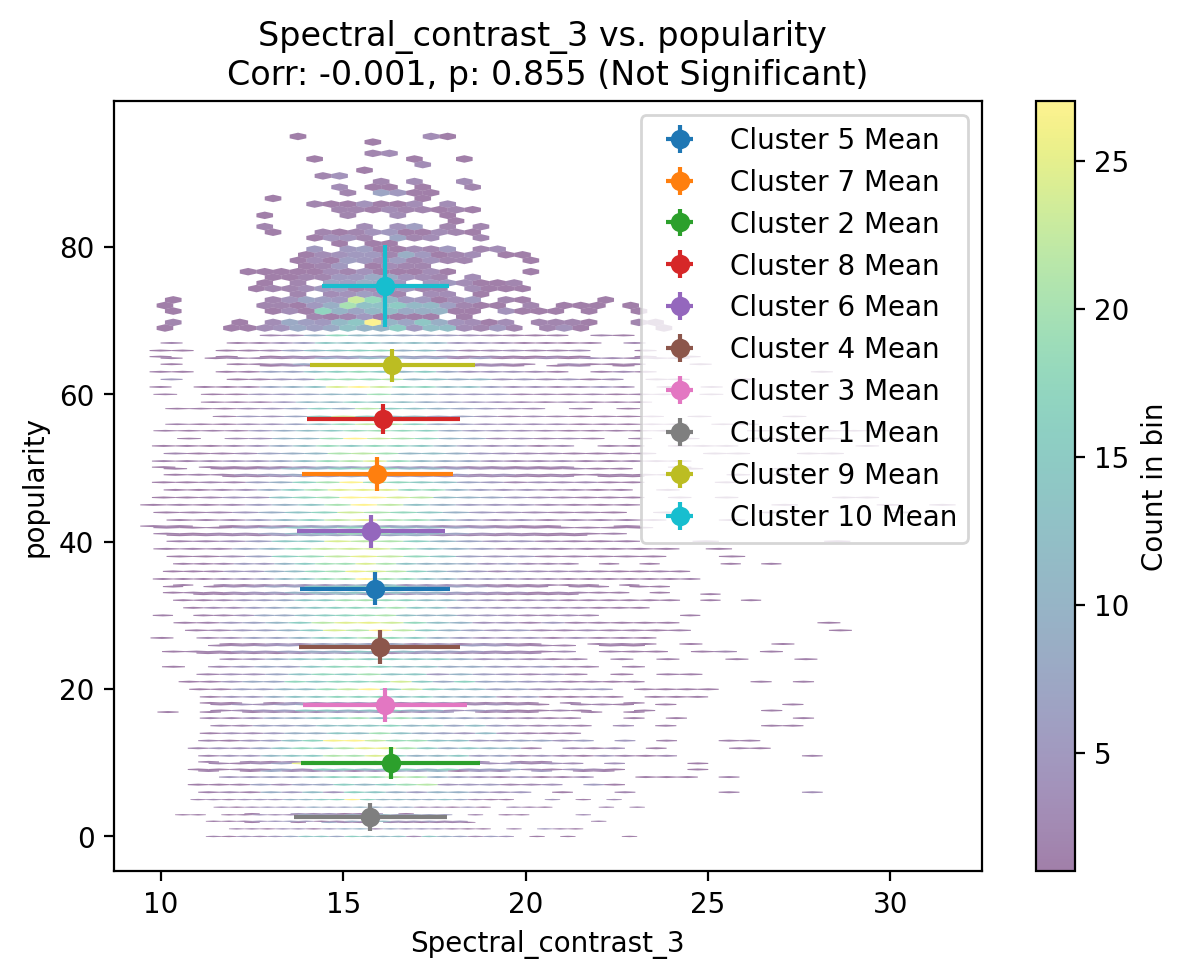 Spectral_contrast_3 vs. popularity
Corr: -0.001, p: 0.855 (Not Significant)
popularity
80
60
40
20
0
10
15
20
25
30
Spectral_contrast_3
Cluster 5 Mean
Cluster 7 Mean
Cluster 2 Mean
Cluster 8 Mean
Cluster 6 Mean
Cluster 4 Mean
Cluster 3 Mean
Cluster 1 Mean
Cluster 9 Mean
Cluster 10 Mean
25
20
15
10
5
Count in bin